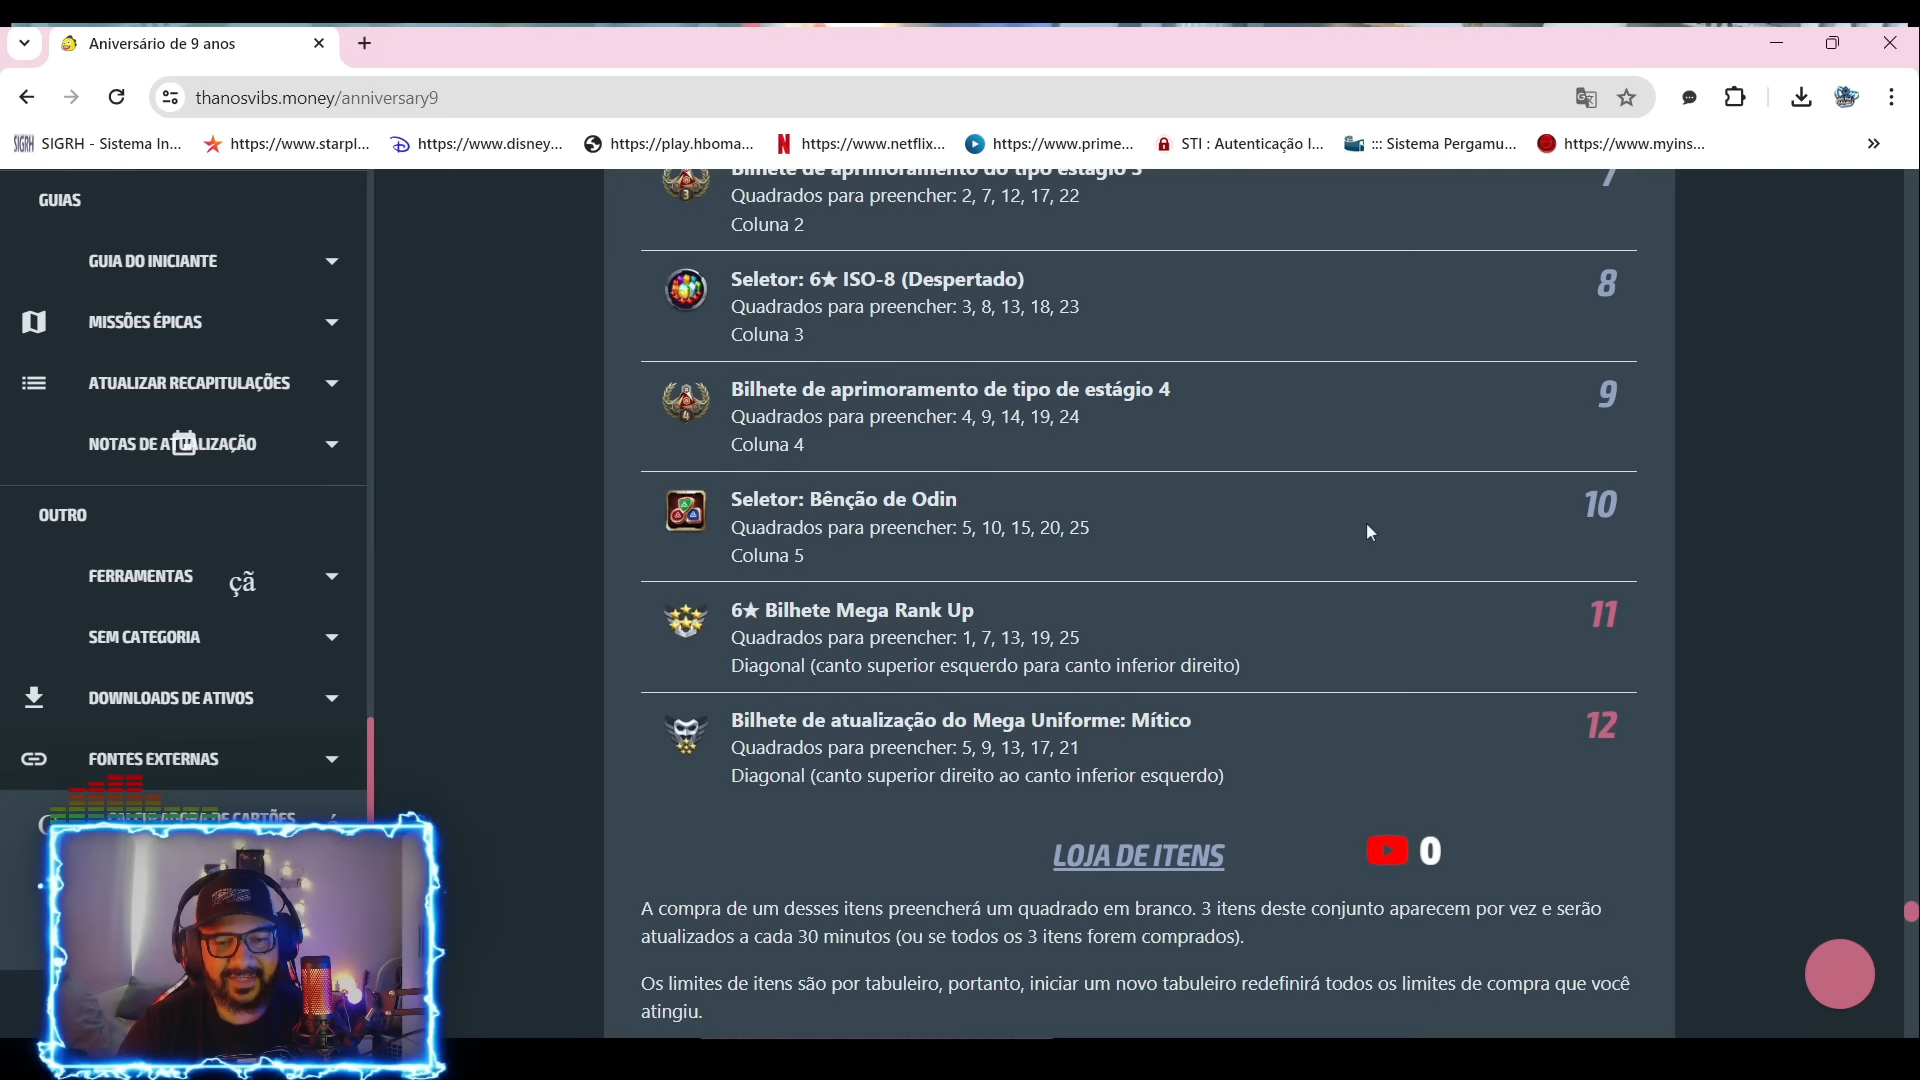 Aniversário de 9 anos
thanosvibs.money/anniversary9
SIGRH - Sistema In...
https://www.starpl...
https://www.disney...
https://play.hboma...
https://www.netflix...
https://www.prime...
STI : Autenticação I...
::: Sistema Pergamu...
https://www.myins...
GUIAS
GUIA DO INICIANTE
MISSÕES ÉPICAS
ATUALIZAR RECAPITULAÇÕES
NOTAS DE ATUALIZAÇÃO
OUTRO
FERRAMENTAS
çã
SEM CATEGORIA
DOWNLOADS DE ATIVOS
FONTES EXTERNAS
CALCULADORA DE CARTÕES
Bilhete de aprimoramento do tipo estágio 3
7
Quadrados para preencher: 2, 7, 12, 17, 22
Coluna 2
Seletor: 6★ ISO-8 (Despertado)
8
Quadrados para preencher: 3, 8, 13, 18, 23
Coluna 3
Bilhete de aprimoramento de tipo de estágio 4
9
Quadrados para preencher: 4, 9, 14, 19, 24
Coluna 4
Seletor: Bênção de Odin
10
Quadrados para preencher: 5, 10, 15, 20, 25
Coluna 5
6★ Bilhete Mega Rank Up
11
Quadrados para preencher: 1, 7, 13, 19, 25
Diagonal (canto superior esquerdo para canto inferior direito)
Bilhete de atualização do Mega Uniforme: Mítico
12
Quadrados para preencher: 5, 9, 13, 17, 21
Diagonal (canto superior direito ao canto inferior esquerdo)
LOJA DE ITENS
0
A compra de um desses itens preencherá um quadrado em branco. 3 itens deste conjunto aparecem por vez e serão
atualizados a cada 30 minutos (ou se todos os 3 itens forem comprados).
Os limites de itens são por tabuleiro, portanto, iniciar um novo tabuleiro redefinirá todos os limites de compra que você
atingiu.